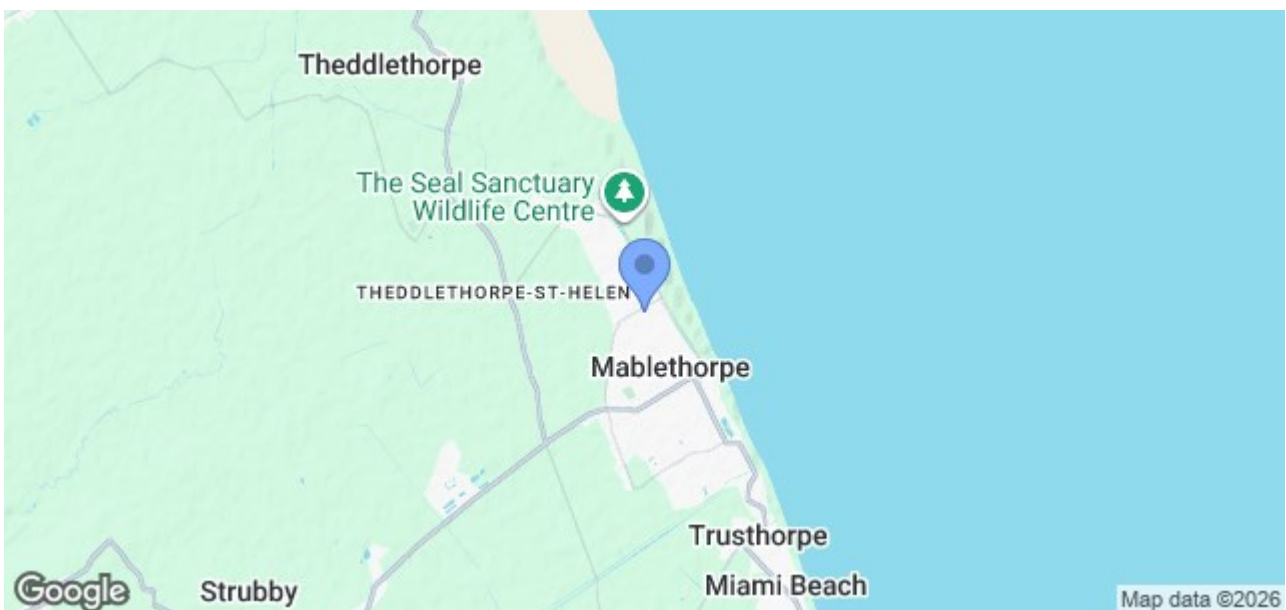 Theddlethorpe
The Seal Sanctuary
Wildlife Centre
THEDDLETHORPE-ST-HELEN
Mablethorpe
Trusthorpe
Miami Beach
Strubby
Google
Map data ©2026